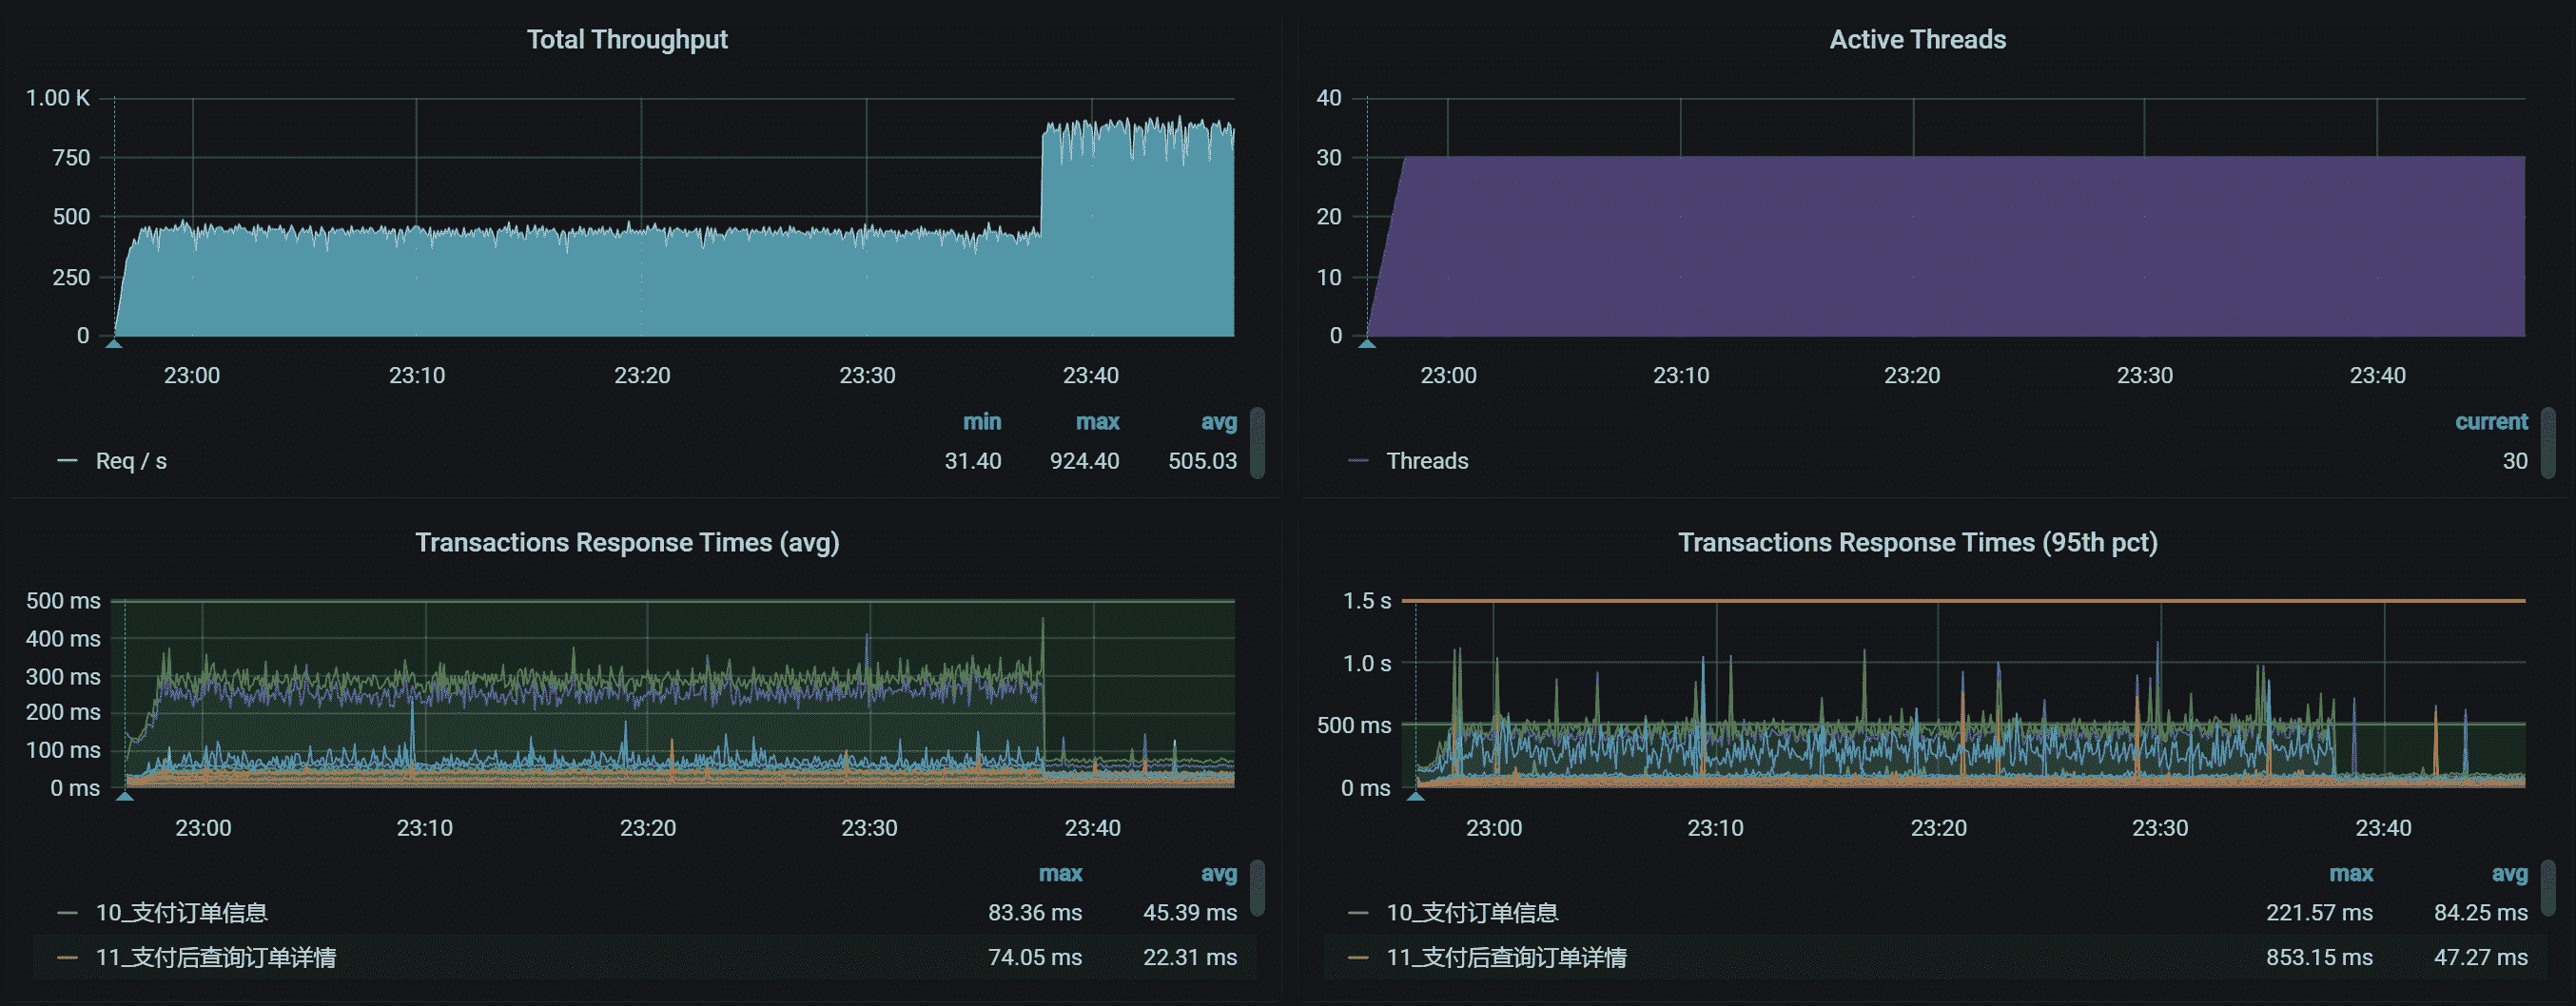 Total Throughput
1.00 K
750
500
250
0
23:00 23:10 23:20 23:30 23:40
min max avg
Req / s 31.40 924.40 505.03
Active Threads
40
30
20
10
0
23:00 23:10 23:20 23:30 23:40
current
Threads 30
Transactions Response Times (avg)
500 ms
400 ms
300 ms
200 ms
100 ms
0 ms
23:00 23:10 23:20 23:30 23:40
max avg
10_支付订单信息 83.36 ms 45.39 ms
11_支付后查询订单详情 74.05 ms 22.31 ms
Transactions Response Times (95th pct)
1.5 s
1.0 s
500 ms
0 ms
23:00 23:10 23:20 23:30 23:40
max avg
10_支付订单信息 221.57 ms 84.25 ms
11_支付后查询订单详情 853.15 ms 47.27 ms